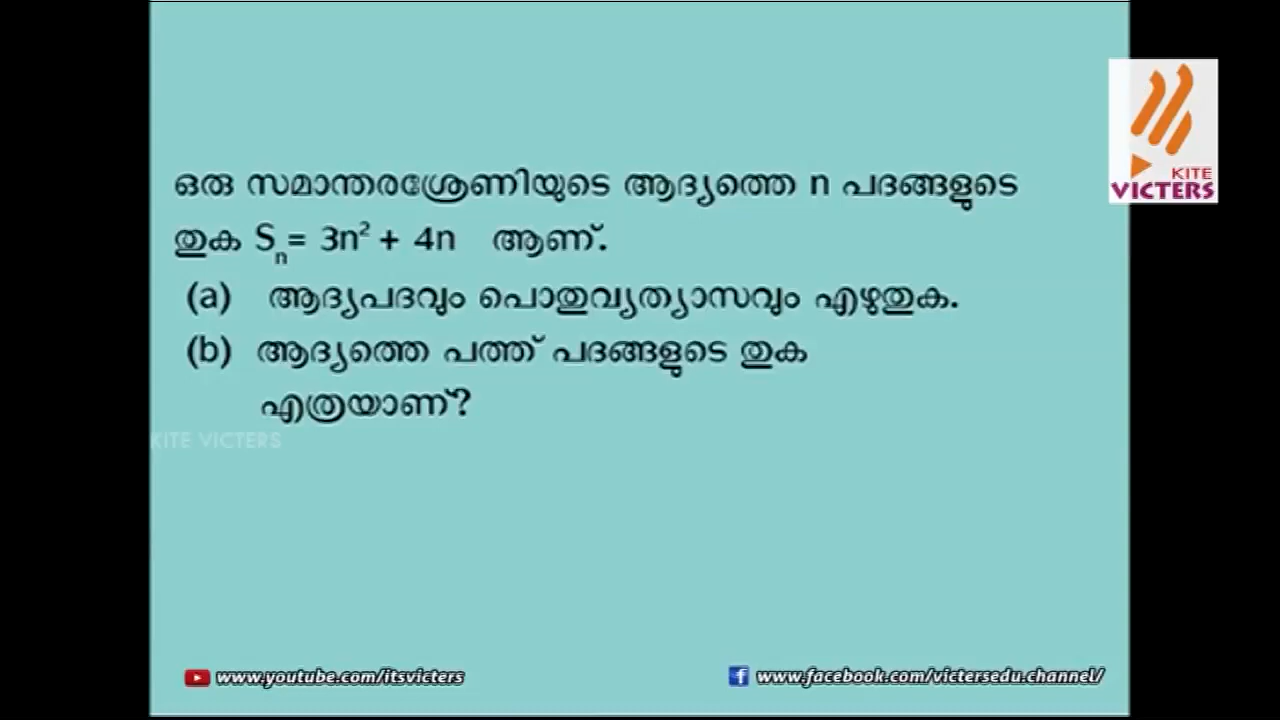 KITE
VICTERS
ഒരു സമാന്തരശ്രേണിയുടെ ആദ്യത്തെ n പദങ്ങളുടെ
തുക Sₙ= 3n² + 4n ആണ്.
(a) ആദ്യപദവും പൊതുവ്യത്യാസവും എഴുതുക.
(b) ആദ്യത്തെ പത്ത് പദങ്ങളുടെ തുക
എത്രയാണ്?
KITE VICTERS
www.youtube.com/itsvicters
www.facebook.com/victersedu.channel/